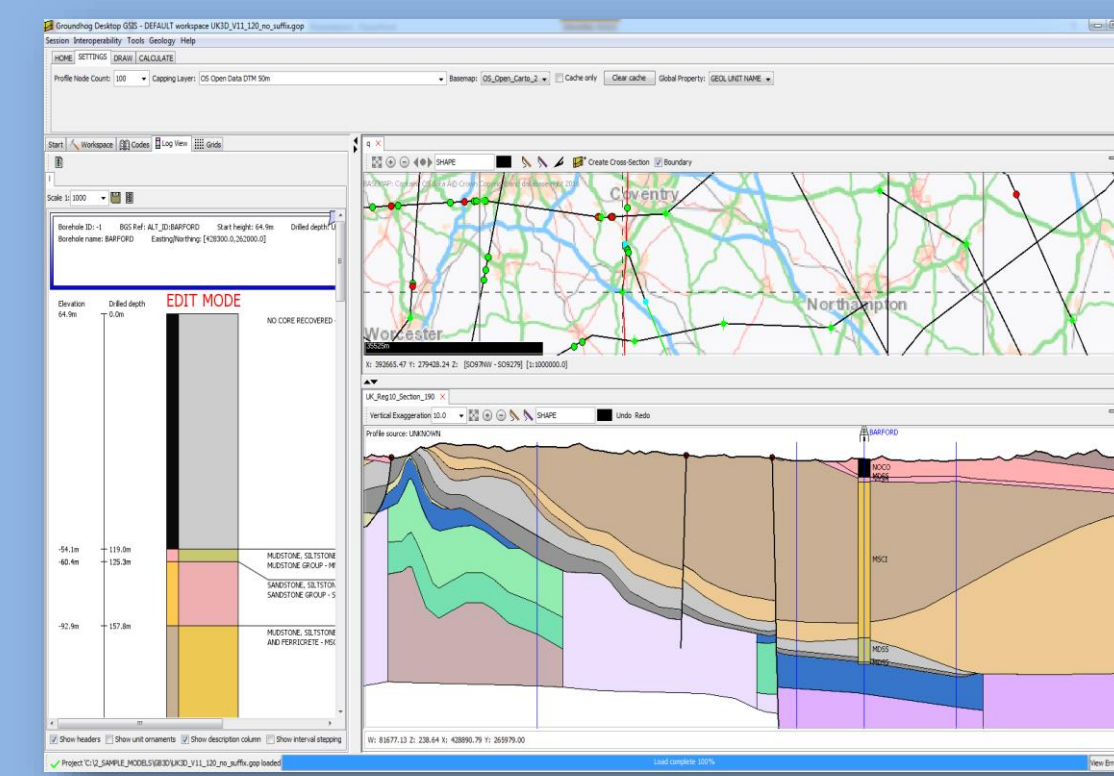 Groundhog Desktop GSIS - DEFAULT workspace UK3D_V11_120_no_suffix.gop
Session Interoperability Tools Geology Help
HOME SETTINGS DRAW CALCULATE
Profile Node Count: 100 Capping Layer: OS Open Data DTM 50m Basemap: OS_Open_Carto_2 Cache only Clear cache Global Property: GEOL UNIT NAME
Start Workspace Codes Log View Grids
Scale 1: 1000
Borehole ID: -1 BGS Ref: ALT_ID:BARFORD Start height: 64.9m Drilled depth:
Borehole name: BARFORD Easting/Northing: [428300.0,262000.0]
EDIT MODE
Elevation Drilled depth
64.9m 0.0m
NO CORE RECOVERED -
-54.1m 119.0m
MUDSTONE, SILTSTONE
-60.4m 125.3m
MUDSTONE GROUP -
SANDSTONE, SILTSTON
SANDSTONE GROUP - S
-92.9m 157.8m
MUDSTONE, SILTSTONE
AND FERRICRETE -
Show headers Show unit ornaments Show description column Show interval stepping
q
SHAPE Create Cross-Section Boundary
Coventry
Northampton
Worcester
35525m
X: 392665.47 Y: 279428.24 Z: [SO97NW - SO9279] [1:1000000.0]
UK_Reg10_Section_190
Vertical Exaggeration 10.0 SHAPE Undo Redo
Profile source: UNKNOWN
BARFORD
NOCO
MSCI
MDSS
MDSS
W: 81677.13 Z: 238.64 X: 428890.79 Y: 265979.00
Project 'C:\2_SAMPLE_MODELS\GB3D\UK3D_V11_120_no_suffix.gop loaded
Load complete 100%
View Err